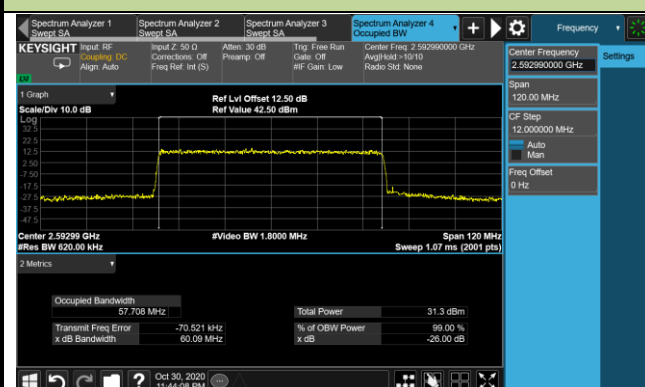 Spectrum Analyzer 1
Swept SA
Spectrum Analyzer 2
Swept SA
Spectrum Analyzer 3
Swept SA
Spectrum Analyzer 4
Occupied BW
Frequency
KEYSIGHT
Input: RF
Coupling: DC
Align: Auto
Input Z: 50 Ω
Corrections: Off
Freq Ref: Int (S)
Atten: 30 dB
Preamp: Off
Trig: Free Run
Gate: Off
#IF Gain: Low
Center Freq: 2.592990000 GHz
Avg|Hold:>10/10
Radio Std: None
Center Frequency
2.592990000 GHz
Settings
Span
120.00 MHz
CF Step
12.000000 MHz
Auto
Man
Freq Offset
0 Hz
1 Graph
Scale/Div 10.0 dB
Ref Lvl Offset 12.50 dB
Ref Value 42.50 dBm
Log
32.5
22.5
12.5
2.50
-7.50
-17.5
-27.5
-37.5
-47.5
Center 2.59299 GHz
#Res BW 620.00 kHz
#Video BW 1.8000 MHz
Span 120 MHz
Sweep 1.07 ms (2001 pts)
2 Metrics
Occupied Bandwidth
57.708 MHz
Total Power 31.3 dBm
Transmit Freq Error -70.521 kHz
% of OBW Power 99.00 %
x dB Bandwidth 60.09 MHz
x dB -26.00 dB
Oct 30, 2020
11:44:08 PM